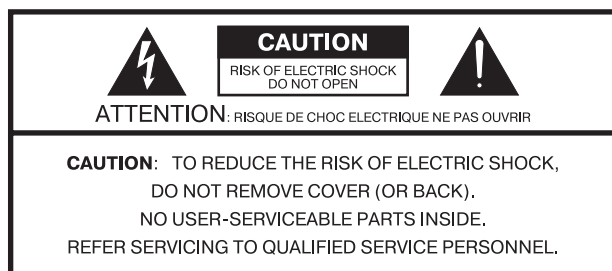 CAUTION
RISK OF ELECTRIC SHOCK
DO NOT OPEN
ATTENTION: RISQUE DE CHOC ELECTRIQUE NE PAS OUVRIR
CAUTION: TO REDUCE THE RISK OF ELECTRIC SHOCK,
DO NOT REMOVE COVER (OR BACK).
NO USER-SERVICEABLE PARTS INSIDE.
REFER SERVICING TO QUALIFIED SERVICE PERSONNEL.